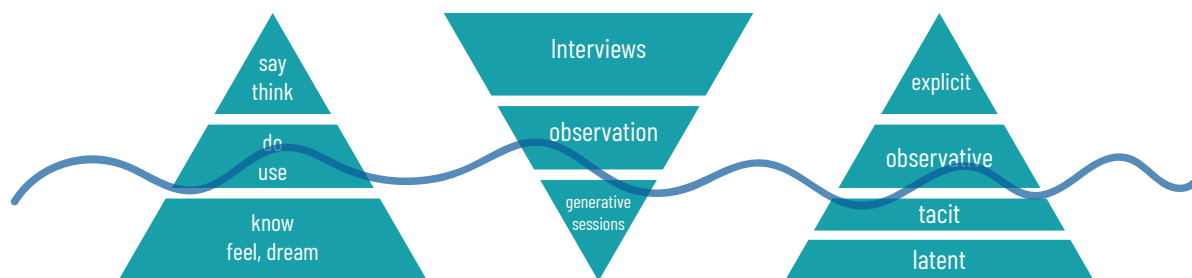 say
think
do
use
know
feel, dream
Interviews
observation
generative
sessions
explicit
observative
tacit
latent